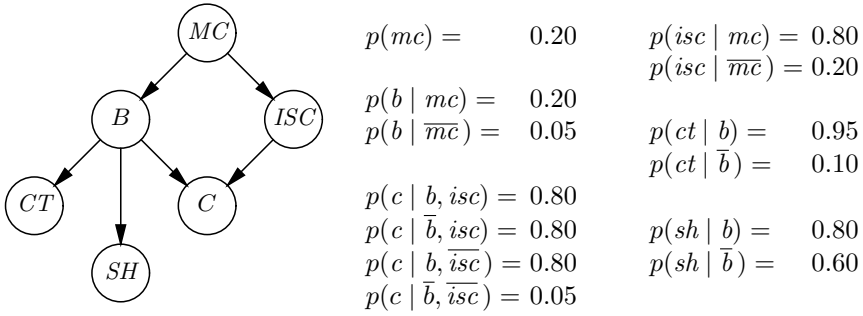 MC
B
ISC
CT
C
SH
p(mc) = 0.20
p(b | mc) = 0.20
p(b | m̅c̅) = 0.05
p(c | b, isc) = 0.80
p(c | b̅, isc) = 0.80
p(c | b, i̅s̅c̅) = 0.80
p(c | b̅, i̅s̅c̅) = 0.05
p(isc | mc) = 0.80
p(isc | m̅c̅) = 0.20
p(ct | b) = 0.95
p(ct | b̅) = 0.10
p(sh | b) = 0.80
p(sh | b̅) = 0.60